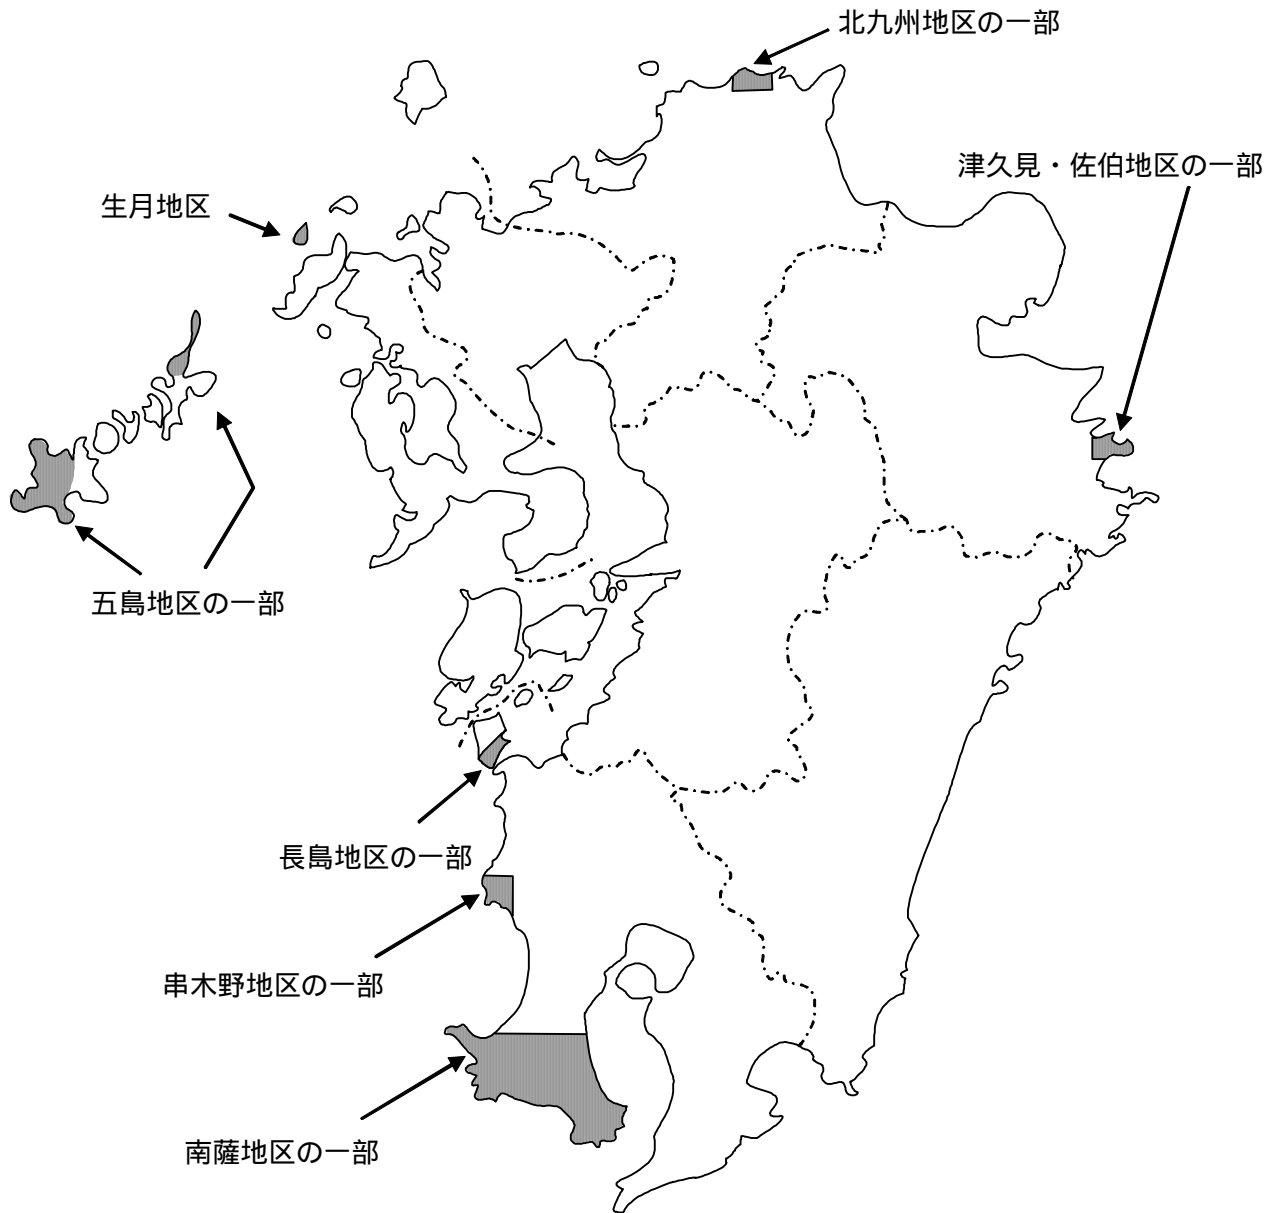 北九州地区の一部
津久見・佐伯地区の一部
生月地区
五島地区の一部
長島地区の一部
串木野地区の一部
南薩地区の一部